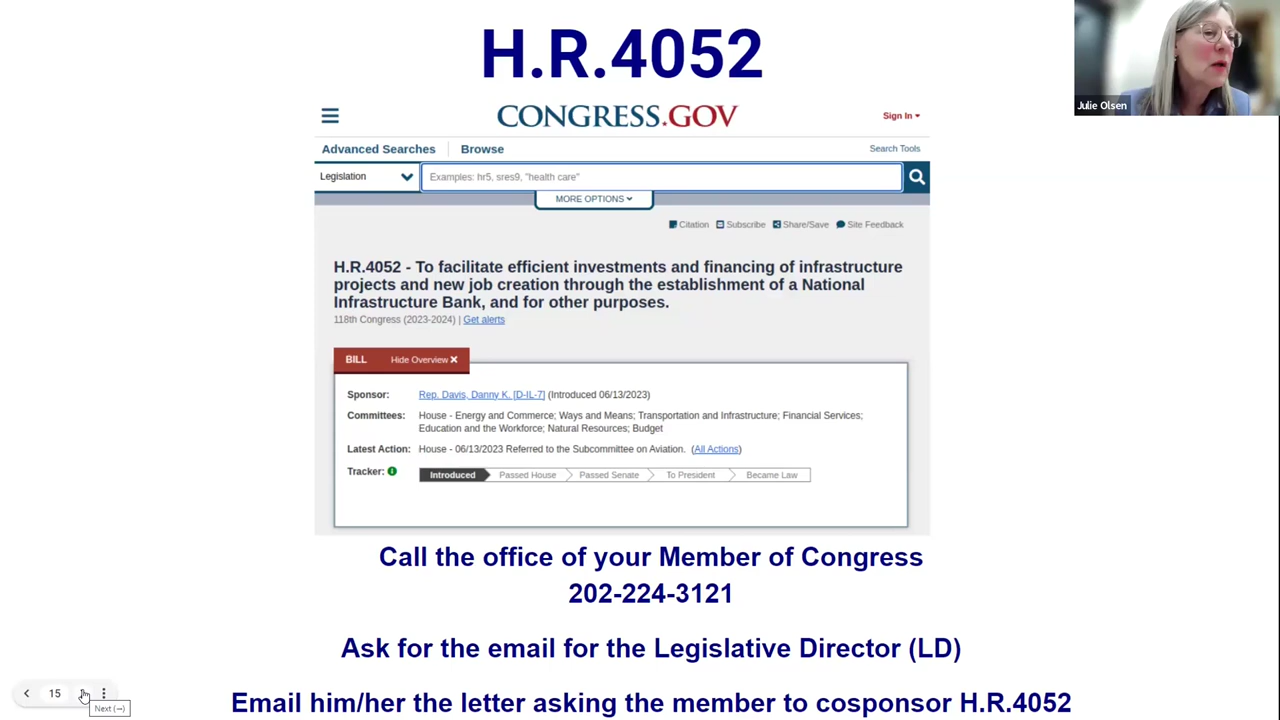 H.R.4052
Julie Olsen
CONGRESS.GOV
Sign In
Advanced Searches
Browse
Search Tools
Legislation
Examples: hr5, sres9, "health care"
MORE OPTIONS
Citation
Subscribe
Share/Save
Site Feedback
H.R.4052 - To facilitate efficient investments and financing of infrastructure
projects and new job creation through the establishment of a National
Infrastructure Bank, and for other purposes.
118th Congress (2023-2024) | Get alerts
BILL
Hide Overview
Sponsor: Rep. Davis, Danny K. [D-IL-7] (Introduced 06/13/2023)
Committees: House - Energy and Commerce; Ways and Means; Transportation and Infrastructure; Financial Services;
Education and the Workforce; Natural Resources; Budget
Latest Action: House - 06/13/2023 Referred to the Subcommittee on Aviation. (All Actions)
Tracker: Introduced Passed House Passed Senate To President Became Law
Call the office of your Member of Congress
202-224-3121
Ask for the email for the Legislative Director (LD)
Email him/her the letter asking the member to cosponsor H.R.4052
15
Next (→)